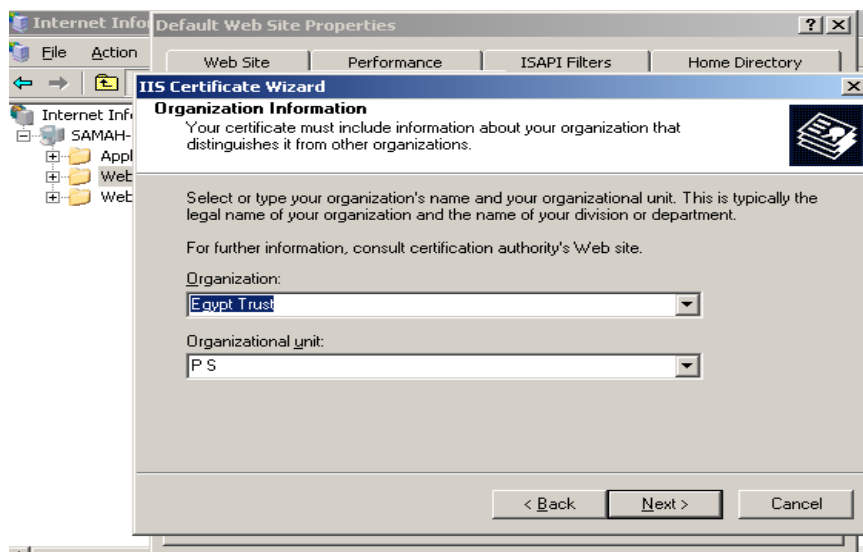 Internet Info
Default Web Site Properties
File Action
Web Site Performance ISAPI Filters Home Directory
IIS Certificate Wizard
Internet Inf
SAMAH-
Appl
Web
Web
Organization Information
Your certificate must include information about your organization that
distinguishes it from other organizations.
Select or type your organization's name and your organizational unit. This is typically the
legal name of your organization and the name of your division or department.
For further information, consult certification authority's Web site.
Organization:
Egypt Trust
Organizational unit:
P S
< Back Next > Cancel